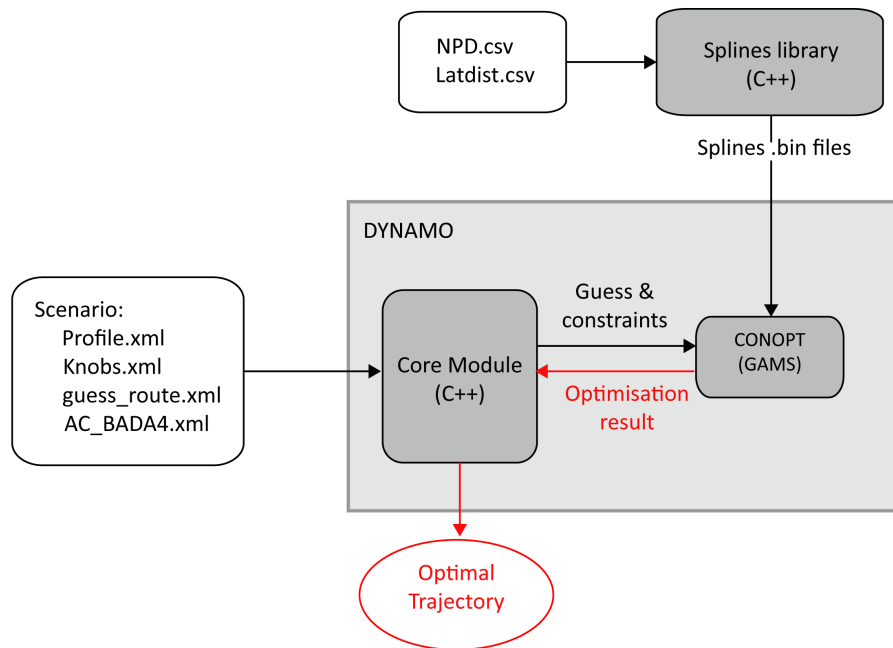 NPD.csv
Latdist.csv
Splines library
(C++)
Splines .bin files
DYNAMO
Scenario:
Profile.xml
Knobs.xml
guess_route.xml
AC_BADA4.xml
Core Module
(C++)
Guess &
constraints
CONOPT
(GAMS)
Optimisation
result
Optimal
Trajectory